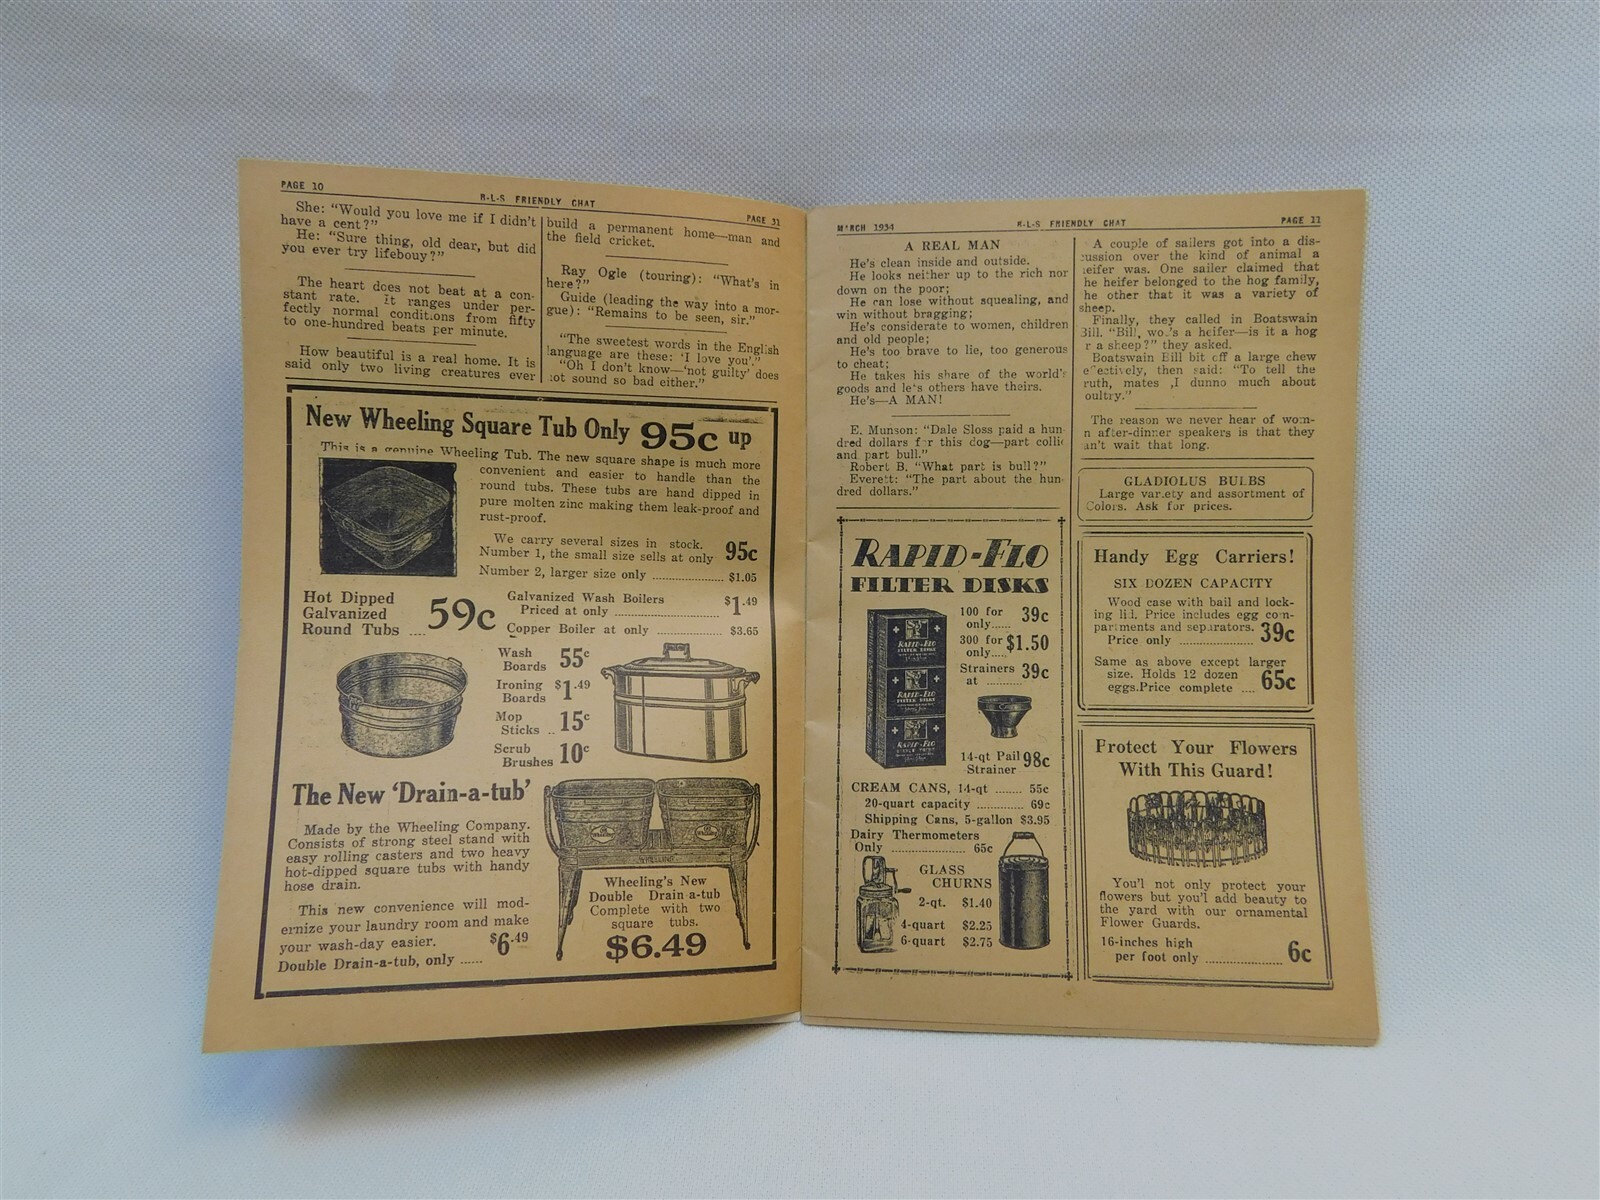 PAGE 10
R-L-S FRIENDLY CHAT
PAGE 31
She: "Would you love me if I didn't
have a cent?"
He: "Sure thing, old dear, but did
you ever try lifebouy?"
The heart does not beat at a con-
stant rate. It ranges under per-
fectly normal conditions from fifty
to one-hundred beats per minute.
How beautiful is a real home. It is
said only two living creatures ever
build a permanent home—man and
the field cricket.
Ray Ogle (touring): "What's in
here?"
Guide (leading the way into a mor-
gue): "Remains to be seen, sir."
"The sweetest words in the English
language are these: 'I love you'."
"Oh I don't know—'not guilty' does
not sound so bad either."
New Wheeling Square Tub Only 95c up
This is a genuine Wheeling Tub. The new square shape is much more
convenient and easier to handle than the
round tubs. These tubs are hand dipped in
pure molten zinc making them leak-proof and
rust-proof.
We carry several sizes in stock.
Number 1, the small size sells at only 95c
Number 2, larger size only ........ $1.05
Hot Dipped
Galvanized
Round Tubs .... 59c
Galvanized Wash Boilers
Priced at only ........ $1.49
Copper Boiler at only ........ $3.65
Wash
Boards 55c
Ironing
Boards $1.49
Mop
Sticks .. 15c
Scrub
Brushes 10c
The New 'Drain-a-tub'
Made by the Wheeling Company.
Consists of strong steel stand with
easy rolling casters and two heavy
hot-dipped square tubs with handy
hose drain.
This new convenience will mod-
ernize your laundry room and make
your wash-day easier.
Double Drain-a-tub, only ...... $6.49
WHEELING
Wheeling's New
Double Drain-a-tub
Complete with two
square tubs.
$6.49
MARCH 1934
R-L-S FRIENDLY CHAT
PAGE 11
A REAL MAN
He's clean inside and outside.
He looks neither up to the rich nor
down on the poor;
He can lose without squealing, and
win without bragging;
He's considerate to women, children
and old people;
He's too brave to lie, too generous
to cheat;
He takes his share of the world's
goods and lets others have theirs.
He's—A MAN!
E. Munson: "Dale Sloss paid a hun-
dred dollars for this dog—part collie
and part bull."
Robert B. "What part is bull?"
Everett: "The part about the hun-
dred dollars."
RAPID-FLO
FILTER DISKS
100 for
only...... 39c
300 for
only..... $1.50
Strainers
at .......... 39c
RAPID-FLO
FILTER DISKS
RAPID-FLO
FILTER DISKS
RAPID-FLO
FILTER DISKS
14-qt Pail
Strainer 98c
CREAM CANS, 14-qt ....... 55c
20-quart capacity ............ 69c
Shipping Cans, 5-gallon $3.95
Dairy Thermometers
Only .................. 65c
GLASS
CHURNS
2-qt. $1.40
4-quart $2.25
6-quart $2.75
A couple of sailers got into a dis-
cussion over the kind of animal a
heifer was. One sailer claimed that
he heifer belonged to the hog family,
he other that it was a variety of
sheep.
Finally, they called in Boatswain
Bill. "Bill, wot's a heifer—is it a hog
r a sheep?" they asked.
Boatswain Bill bit off a large chew
effectively, then said: "To tell the
ruth, mates ,I dunno much about
oultry."
The reason we never hear of wom-
n after-dinner speakers is that they
an't wait that long.
GLADIOLUS BULBS
Large variety and assortment of
Colors. Ask for prices.
Handy Egg Carriers!
SIX DOZEN CAPACITY
Wood case with bail and lock-
ing lid. Price includes egg com-
partments and separators.
Price only .................. 39c
Same as above except larger
size. Holds 12 dozen
eggs.Price complete .... 65c
Protect Your Flowers
With This Guard!
You'l not only protect your
flowers but you'l add beauty to
the yard with our ornamental
Flower Guards.
16-inches high
per foot only .................. 6c